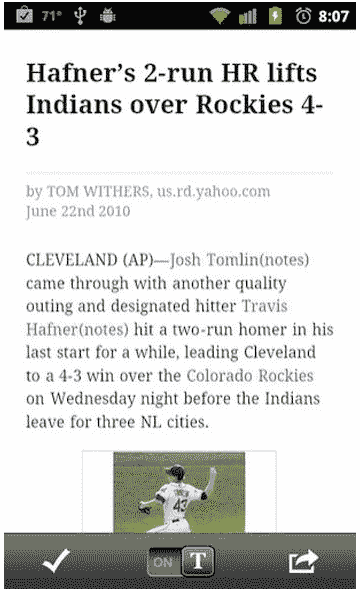 71° 8:07
Hafner’s 2-run HR lifts
Indians over Rockies 4-
3
by TOM WITHERS, us.rd.yahoo.com
June 22nd 2010
CLEVELAND (AP)—Josh Tomlin(notes)
came through with another quality
outing and designated hitter Travis
Hafner(notes) hit a two-run homer in his
last start for a while, leading Cleveland
to a 4-3 win over the Colorado Rockies
on Wednesday night before the Indians
leave for three NL cities.
43
ON T